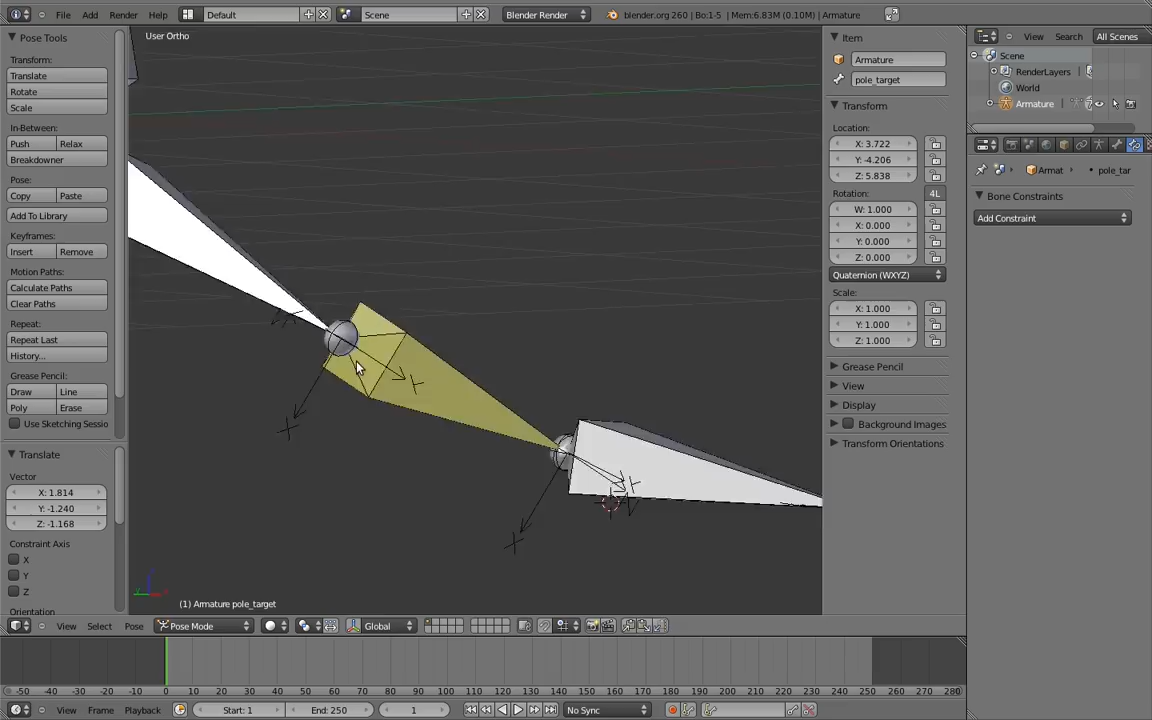 File Add Render Help Default Scene Blender Render blender.org 260 | Bo:1-5 | Mem:6.83M (0.10M) | Armature
Pose Tools
Transform:
Translate
Rotate
Scale
In-Between:
Push Relax
Breakdowner
Pose:
Copy Paste
Add To Library
Keyframes:
Insert Remove
Motion Paths:
Calculate Paths
Clear Paths
Repeat:
Repeat Last
History...
Grease Pencil:
Draw Line
Poly Erase
Use Sketching Sessio
Translate
Vector
X: 1.814
Y: -1.240
Z: -1.168
Constraint Axis
X
Y
Z
Orientation
User Ortho
(1) Armature pole_target
Item
Armature
pole_target
Transform
Location:
X: 3.722
Y: -4.206
Z: 5.838
Rotation: 4L
W: 1.000
X: 0.000
Y: 0.000
Z: 0.000
Quaternion (WXYZ)
Scale:
X: 1.000
Y: 1.000
Z: 1.000
Grease Pencil
View
Display
Background Images
Transform Orientations
View Search All Scenes
Scene
RenderLayers
World
Armature
Armat pole_tar
Bone Constraints
Add Constraint
View Select Pose Pose Mode Global
-50 -40 -30 -20 -10 0 10 20 30 40 50 60 70 80 90 100 110 120 130 140 150 160 170 180 190 200 210 220 230 240 250 260 270 280
View Frame Playback Start: 1 End: 250 1 No Sync